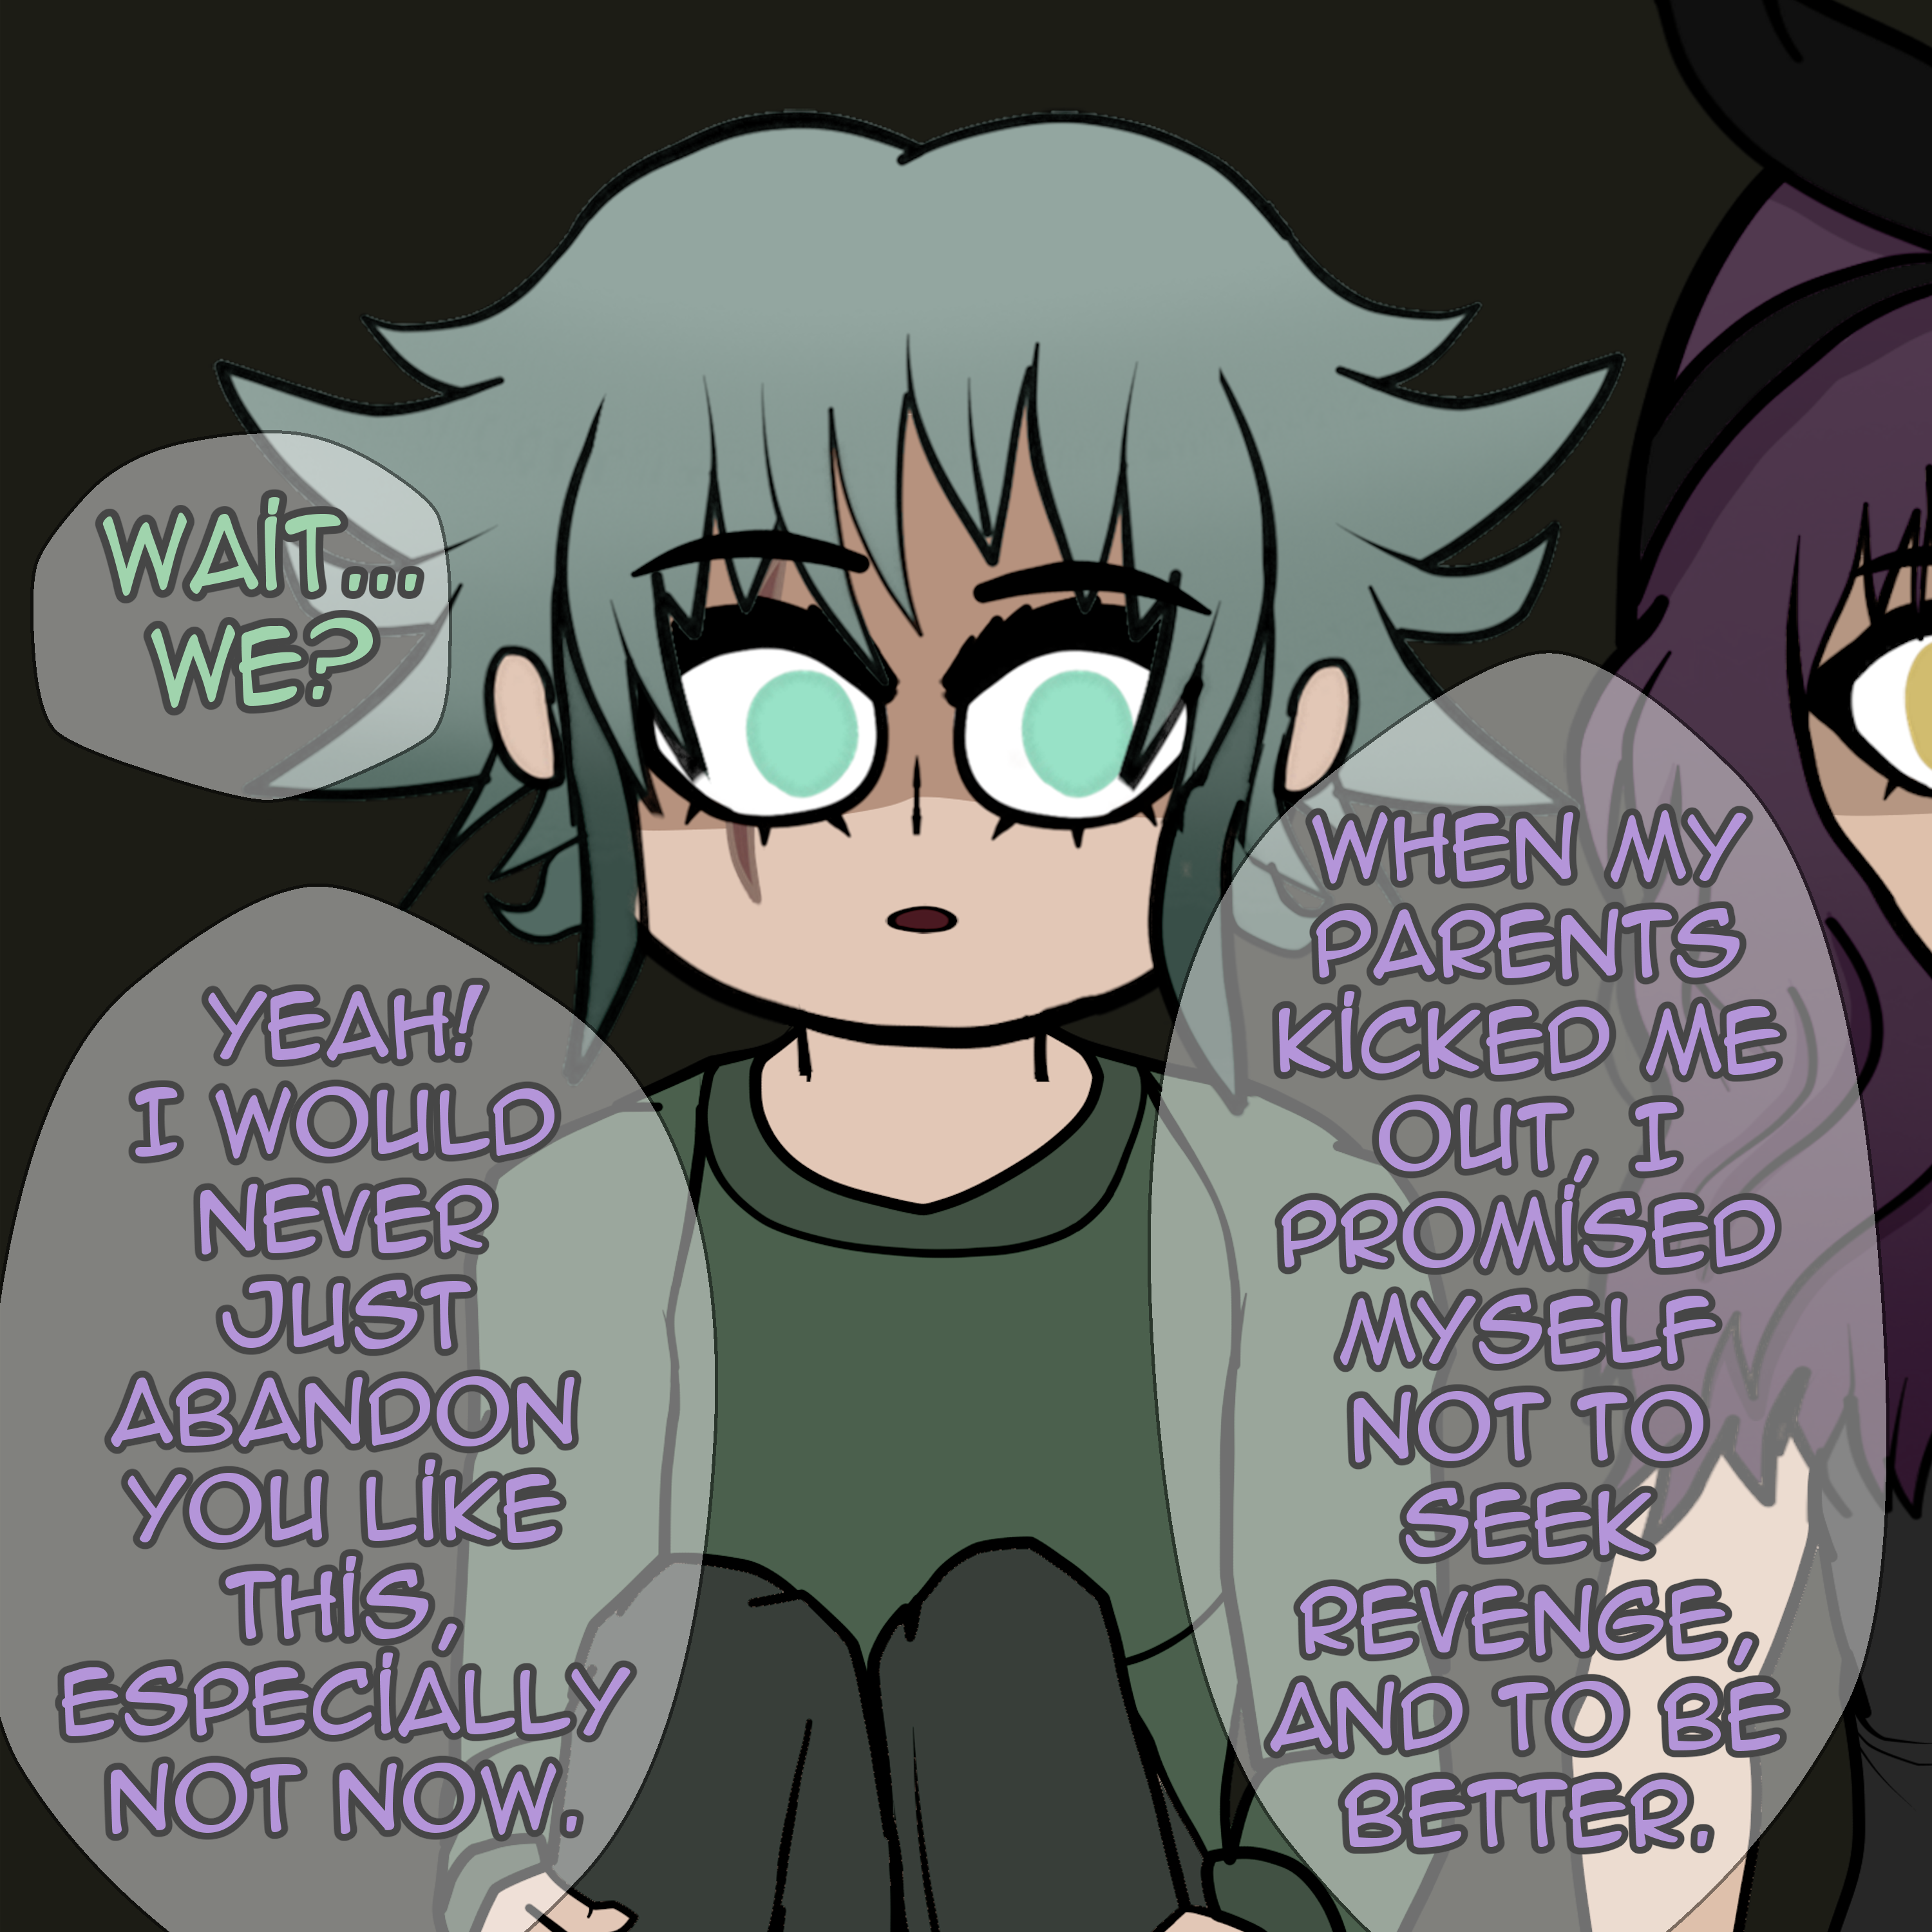 WAIT...
WE?
YEAH!
I WOULD
NEVER
JUST
ABANDON
YOU LIKE
THIS,
ESPECIALLY
NOT NOW.
WHEN MY
PARENTS
KICKED ME
OUT, I
PROMISED
MYSELF
NOT TO
SEEK
REVENGE,
AND TO BE
BETTER.